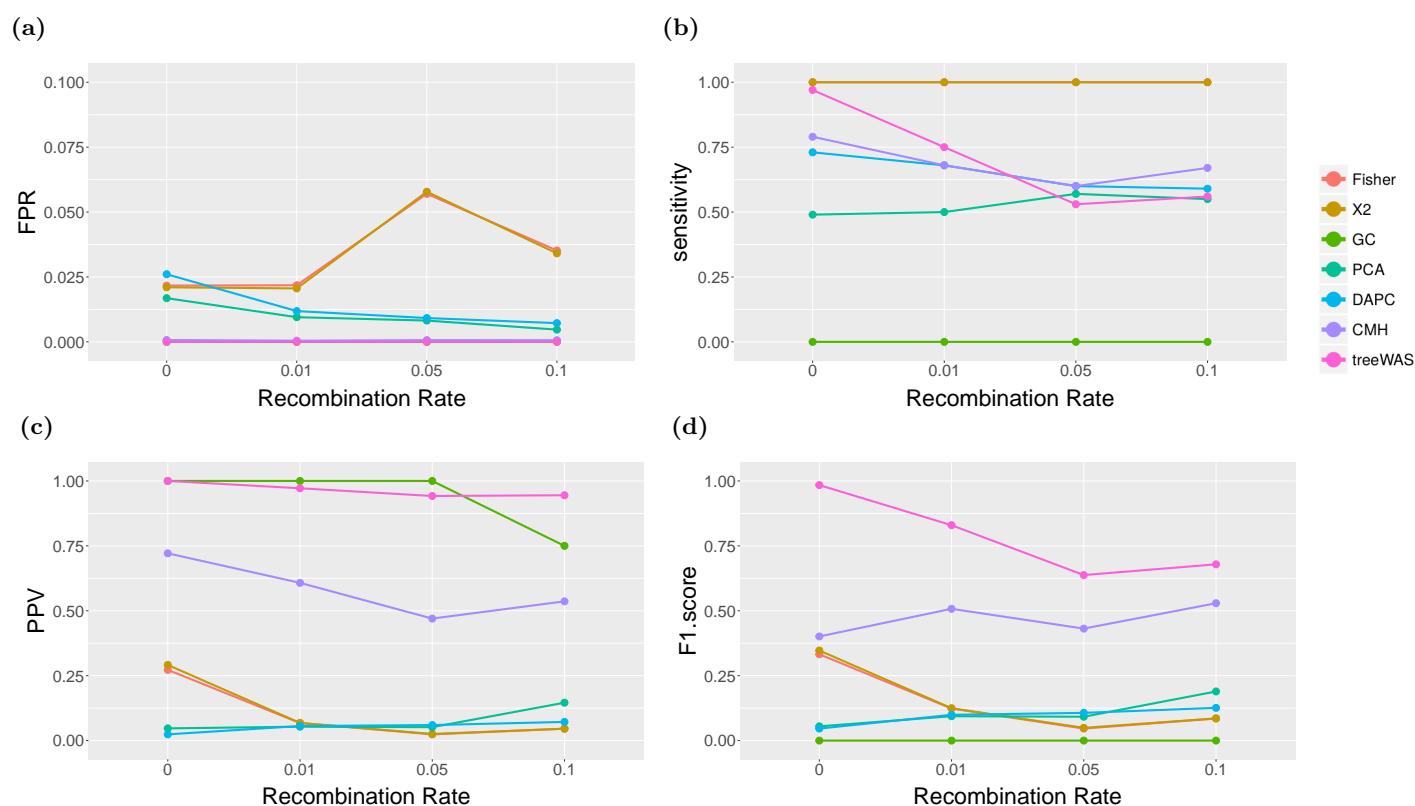 (a)
FPR
0.100
0.075
0.050
0.025
0.000
0 0.01 0.05 0.1
Recombination Rate
(b)
sensitivity
1.00
0.75
0.50
0.25
0.00
0 0.01 0.05 0.1
Recombination Rate
Fisher
X2
GC
PCA
DAPC
CMH
treeWAS
(c)
PPV
1.00
0.75
0.50
0.25
0.00
0 0.01 0.05 0.1
Recombination Rate
(d)
F1.score
1.00
0.75
0.50
0.25
0.00
0 0.01 0.05 0.1
Recombination Rate